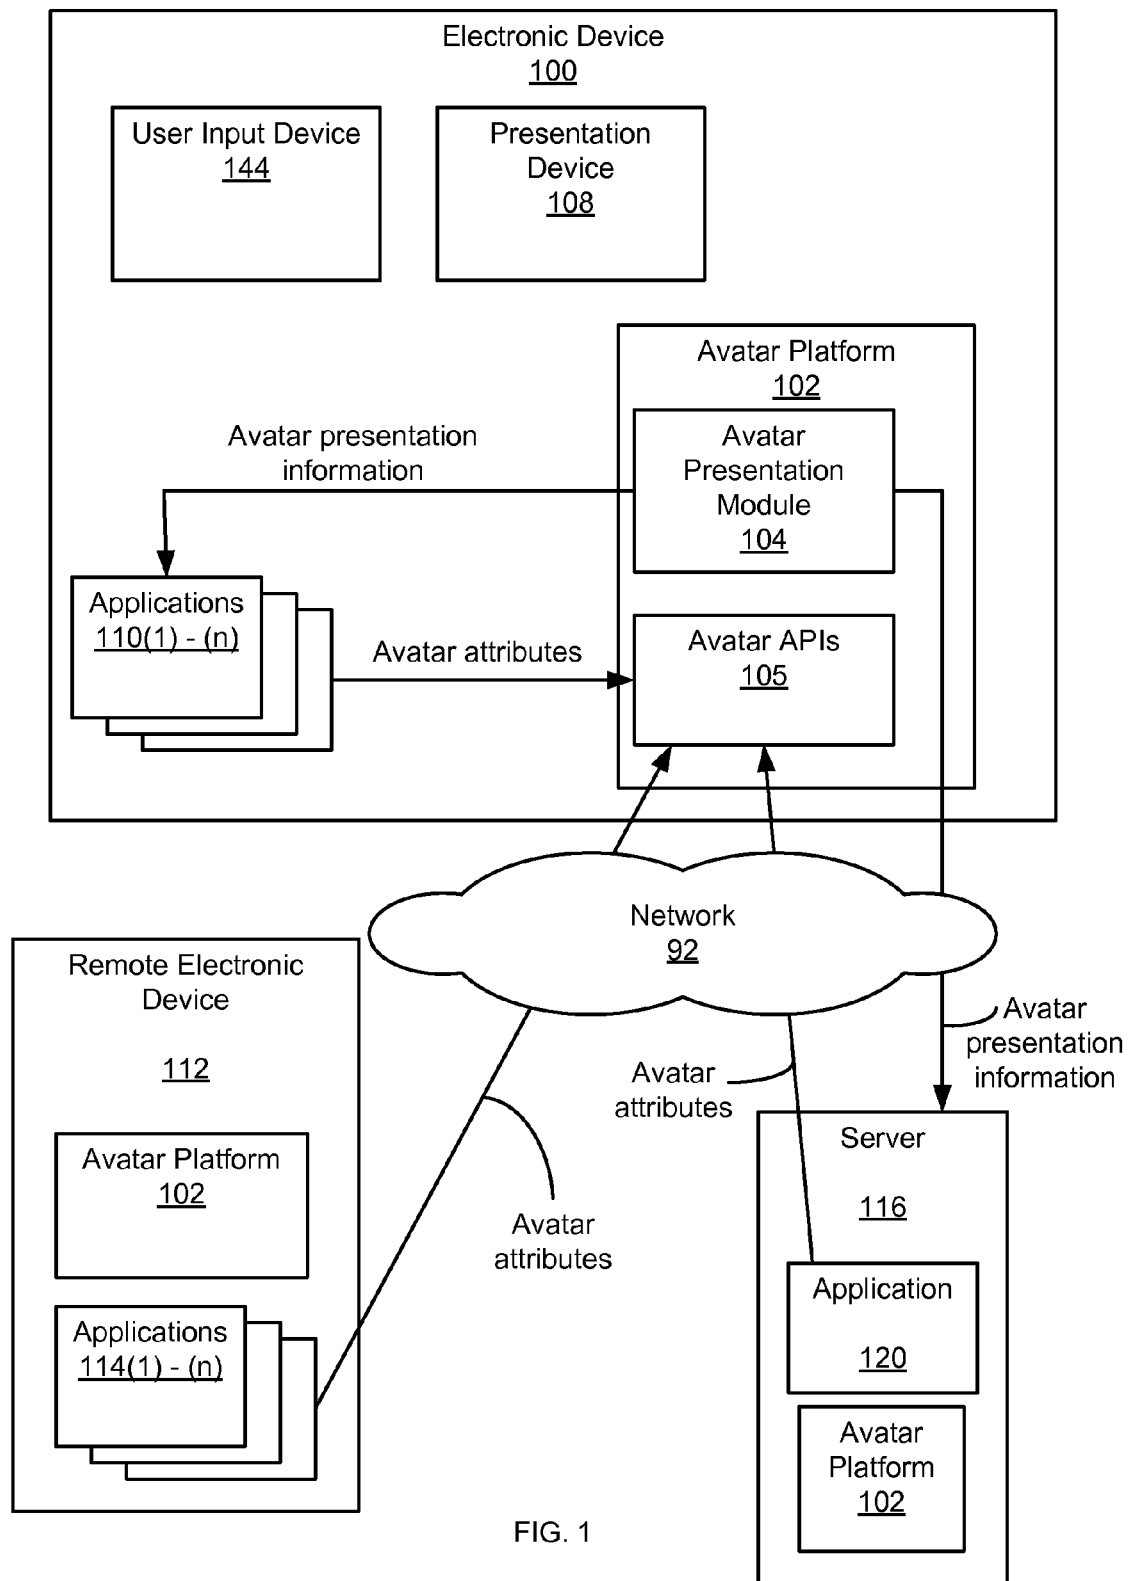 Electronic Device
100
User Input Device
144
Presentation
Device
108
Avatar Platform
102
Avatar
Presentation
Module
104
Avatar presentation
information
Applications
110(1) - (n)
Avatar attributes
Avatar APIs
105
Network
92
Remote Electronic
Device
112
Avatar Platform
102
Applications
114(1) - (n)
Avatar
attributes
Avatar
attributes
Avatar
presentation
information
Server
116
Application
120
Avatar
Platform
102
FIG. 1